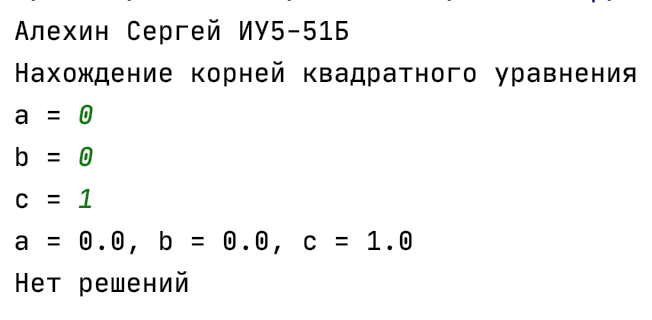 Алехин Сергей ИУ5-51Б
Нахождение корней квадратного уравнения
a = 0
b = 0
c = 1
a = 0.0, b = 0.0, c = 1.0
Нет решений